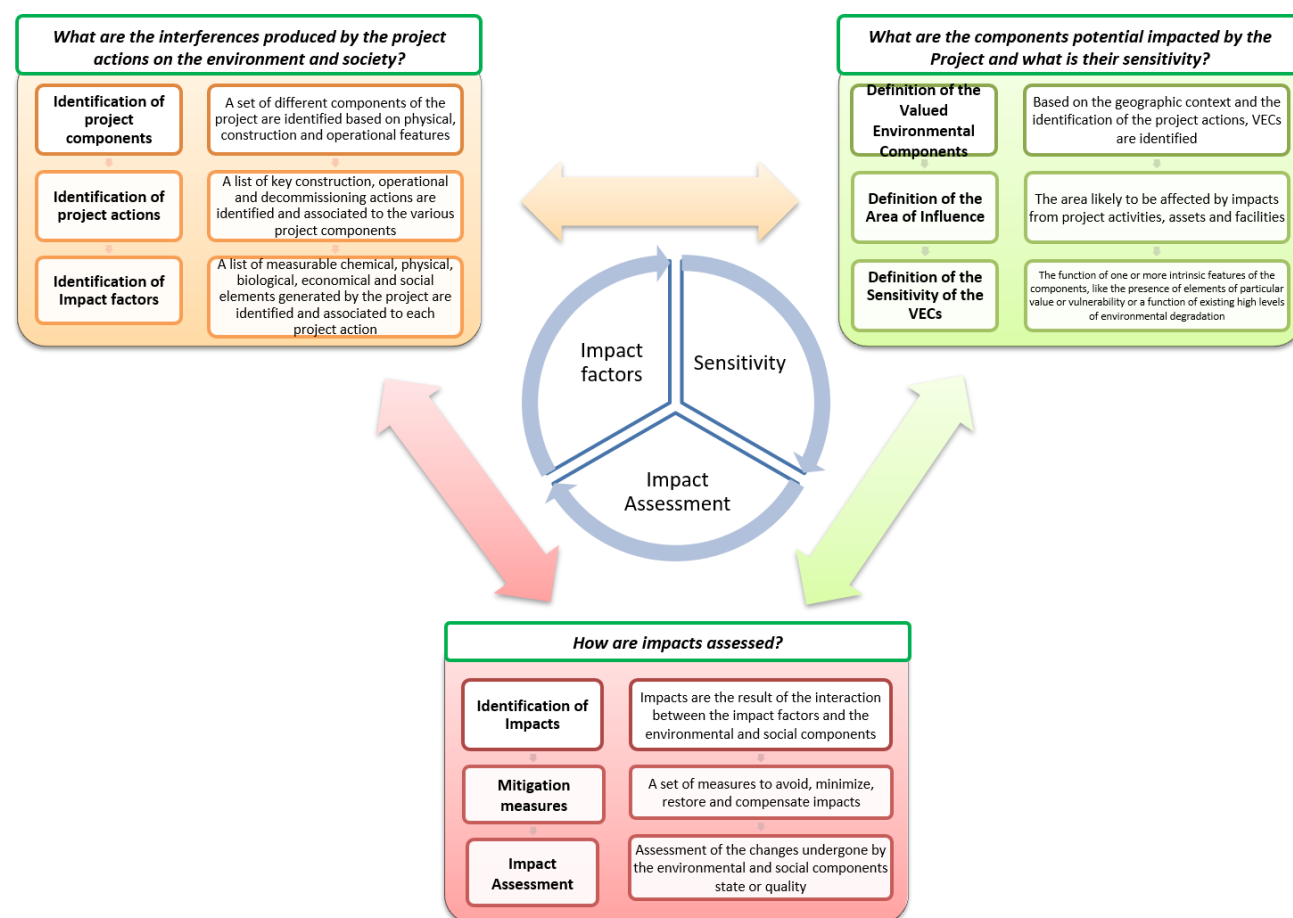 What are the interferences produced by the project
actions on the environment and society?
Identification of
project
components
A set of different components of the
project are identified based on physical,
construction and operational features
Identification of
project actions
A list of key construction, operational
and decommissioning actions are
identified and associated to the various
project components
Identification of
Impact factors
A list of measurable chemical, physical,
biological, economical and social
elements generated by the project are
identified and associated to each
project action
What are the components potential impacted by the
Project and what is their sensitivity?
Definition of the
Valued
Environmental
Components
Based on the geographic context and the
identification of the project actions, VECs
are identified
Definition of the
Area of Influence
The area likely to be affected by impacts
from project activities, assets and facilities
Definition of the
Sensitivity of the
VECs
The function of one or more intrinsic features of the
components, like the presence of elements of particular
value or vulnerability or a function of existing high levels
of environmental degradation
Impact
factors
Sensitivity
Impact
Assessment
How are impacts assessed?
Identification of
Impacts
Impacts are the result of the interaction
between the impact factors and the
environmental and social components
Mitigation
measures
A set of measures to avoid, minimize,
restore and compensate impacts
Impact
Assessment
Assessment of the changes undergone by
the environmental and social components
state or quality